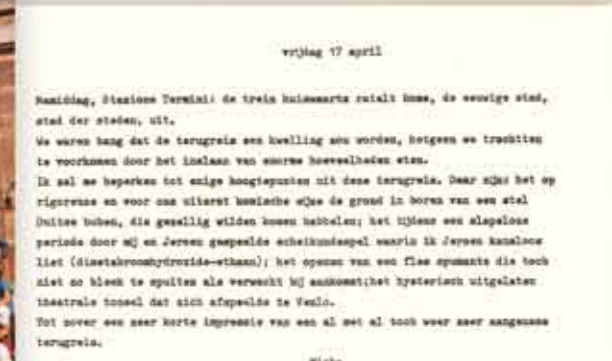 vrijdag 17 april
Namiddag, Stazione Termini: de trein huiswaarts ratelt Rome, de eeuwige stad,
stad der steden, uit.
We waren bang dat de terugreis een kwelling zou worden, hetgeen we trachtten
te voorkomen door het inslaan van enorme hoeveelheden eten.
Ik zal me beperken tot enige hoogtepunten uit deze terugreis. Daar zijn: het op
rigoreuze en voor ons uiterst komische wijze de grond in boren van een stel
Duitse buben, die gezellig wilden komen babbelen; het tijdens een slapeloze
periode door mij en Jeroen gespeelde scheikundespel waarin ik Jeroen kansloos
liet ; het openen van een fles spumante die toch
niet zo bleek te spuiten als verwacht bij aankomst;het hysterisch uitgelaten
theatrale toneel dat zich afspeelde te Venlo.
Tot zover een zeer korte impressie van een al met al toch weer zeer aangename
terugreis.